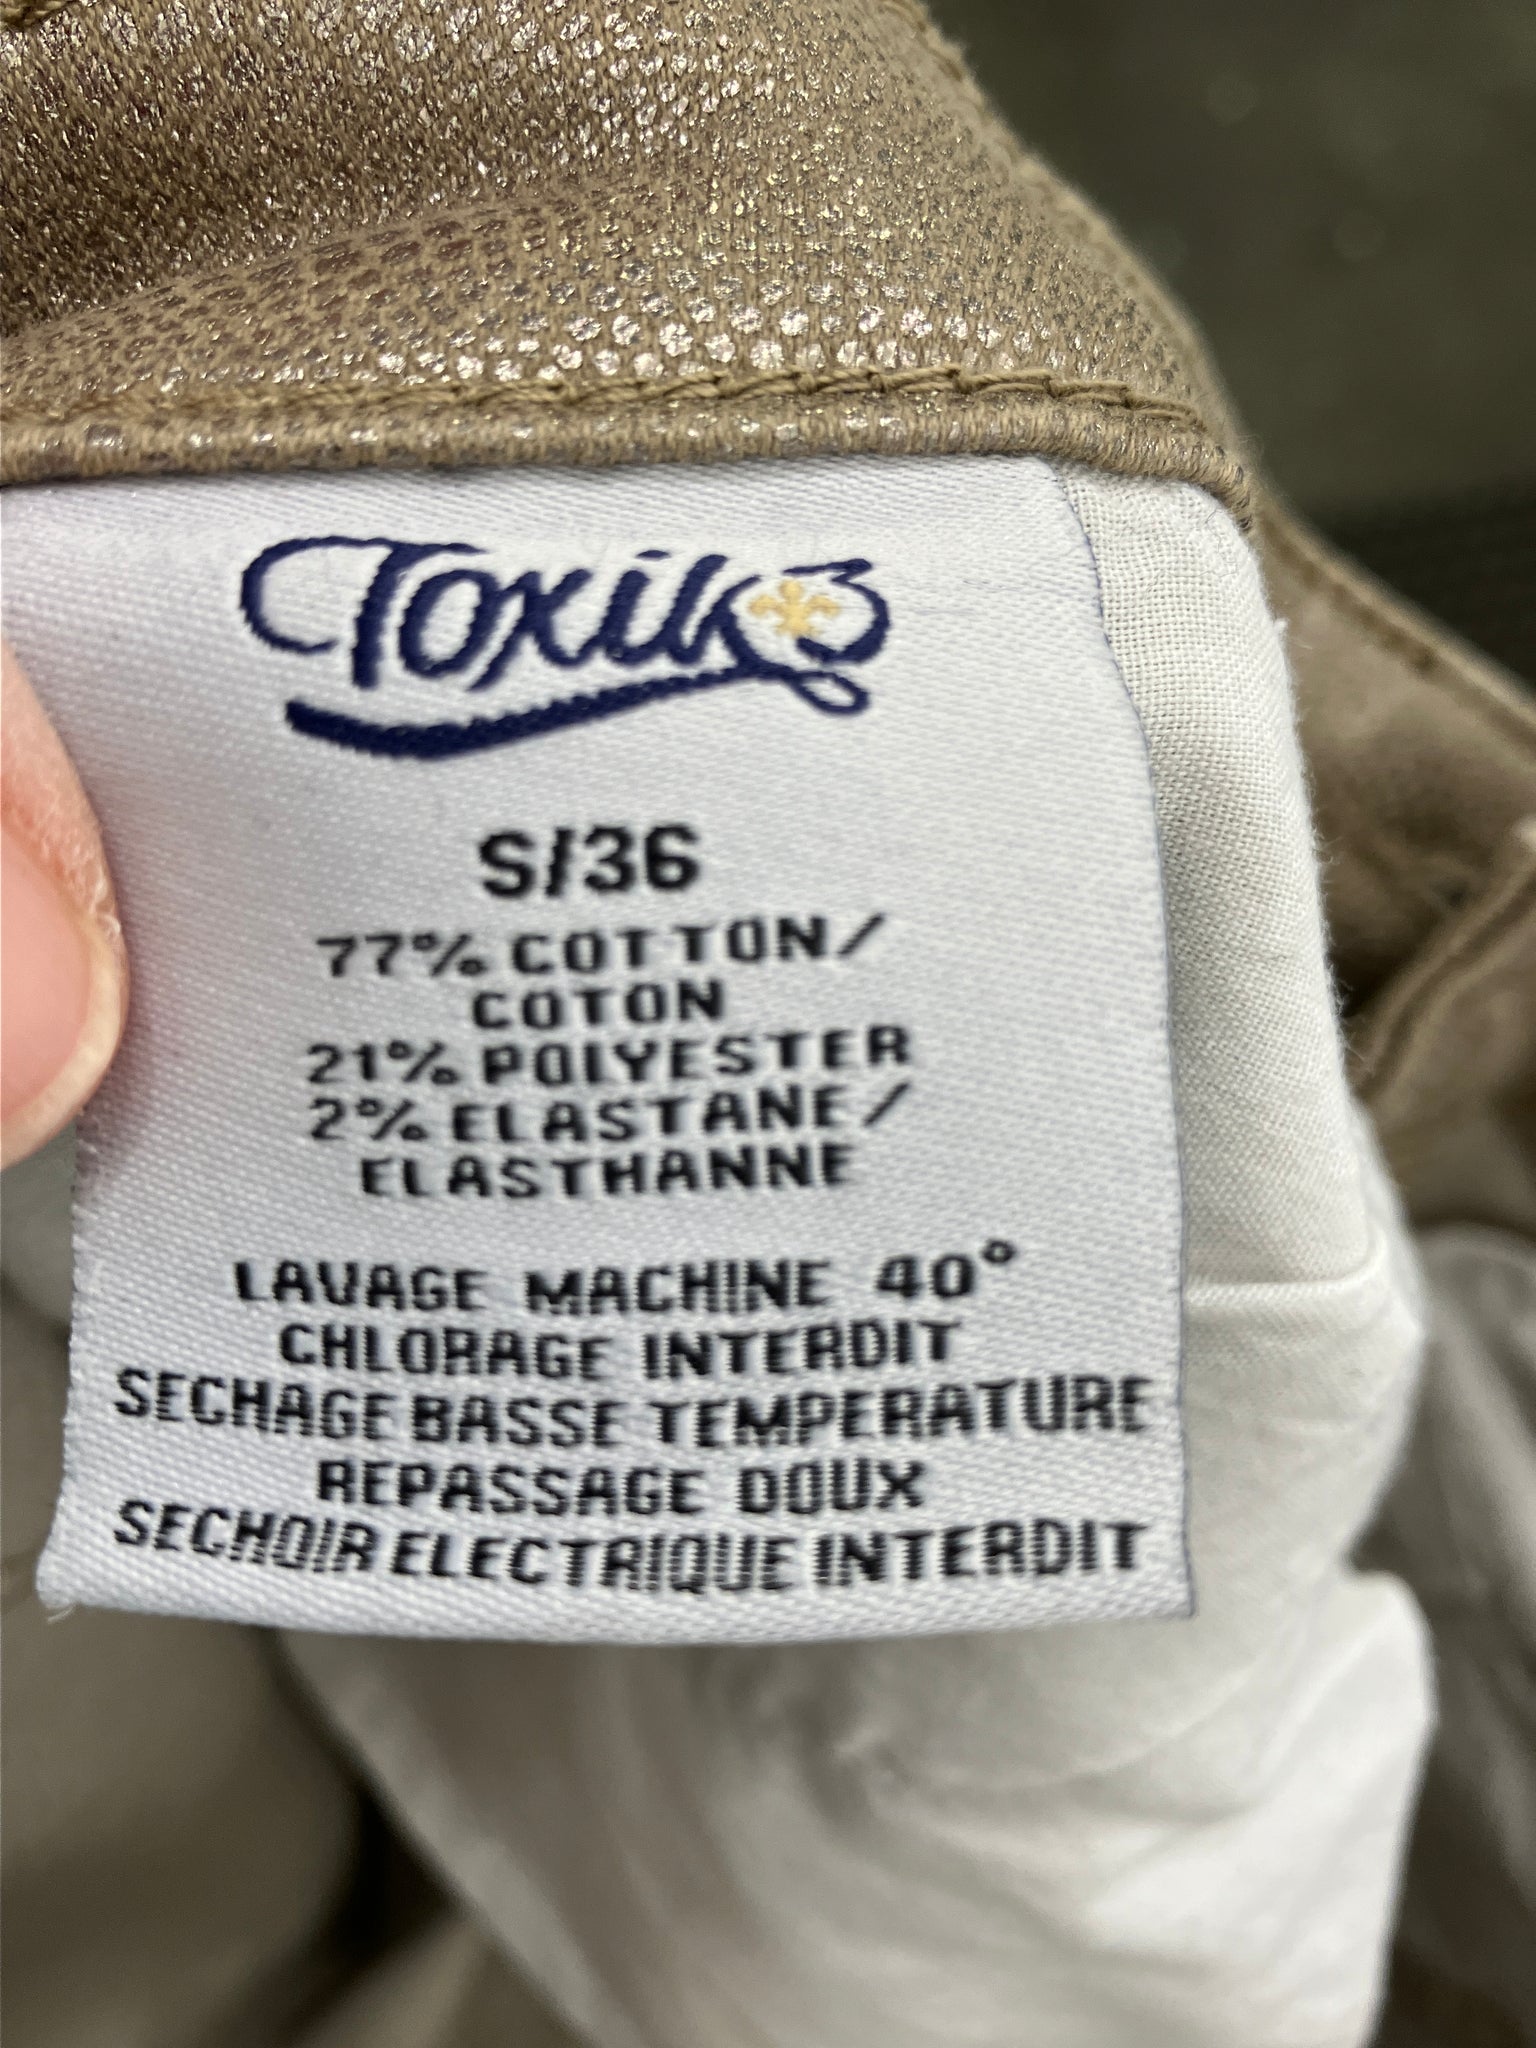 Toxik3
S/36
77% COTTON/
COTON
21% POLYESTER
2% ELASTANE/
ELASTHANNE
LAVAGE MACHINE 40°
CHLORAGE INTERDIT
SECHAGE BASSE TEMPERATURE
REPASSAGE DOUX
SECHOIR ELECTRIQUE INTERDIT